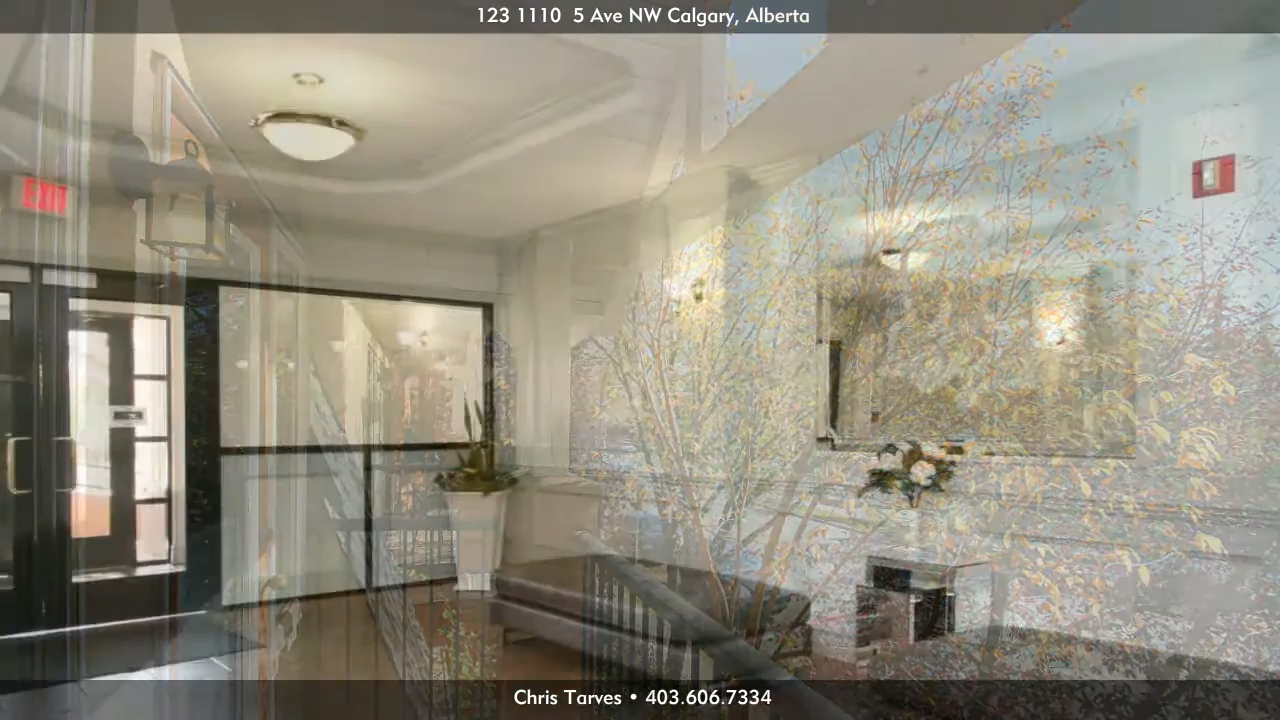 123 1110  5 Ave NW Calgary, Alberta
EXIT
Chris Tarves • 403.606.7334